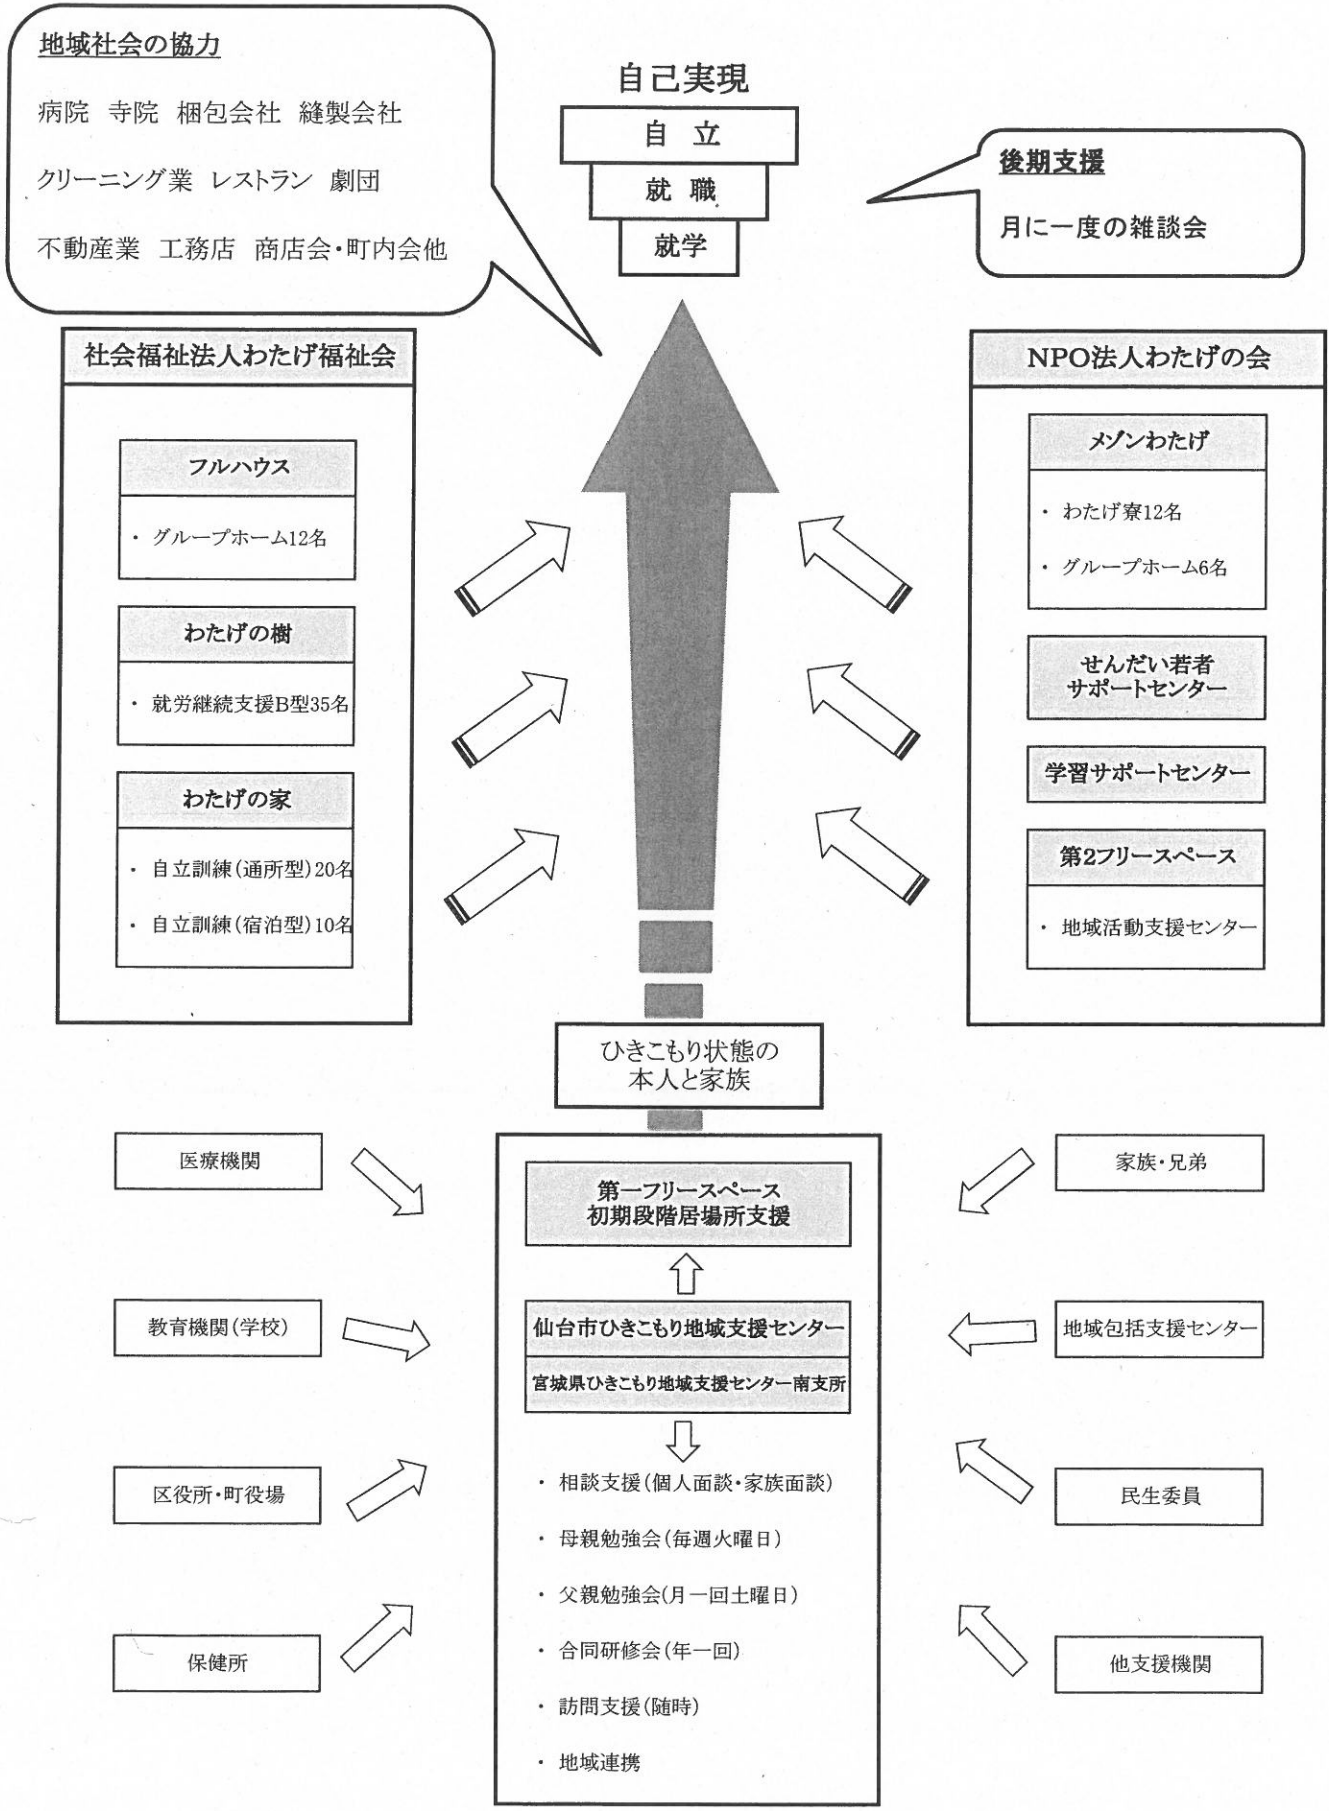 地域社会の協力
病院 寺院 梱包会社 縫製会社
クリーニング業 レストラン 劇団
不動産業 工務店 商店会・町内会他
自己実現
自 立
就 職
就学
後期支援
月に一度の雑談会
社会福祉法人わたげ福祉会
フルハウス
・ グループホーム12名
わたげの樹
・ 就労継続支援B型35名
わたげの家
・ 自立訓練(通所型)20名
・ 自立訓練(宿泊型)10名
NPO法人わたげの会
メゾンわたげ
・ わたげ寮12名
・ グループホーム6名
せんだい若者
サポートセンター
学習サポートセンター
第2フリースペース
・ 地域活動支援センター
ひきこもり状態の
本人と家族
医療機関
教育機関(学校)
区役所・町役場
保健所
第一フリースペース
初期段階居場所支援
仙台市ひきこもり地域支援センター
宮城県ひきこもり地域支援センター南支所
・ 相談支援(個人面談・家族面談)
・ 母親勉強会(毎週火曜日)
・ 父親勉強会(月一回土曜日)
・ 合同研修会(年一回)
・ 訪問支援(随時)
・ 地域連携
家族・兄弟
地域包括支援センター
民生委員
他支援機関